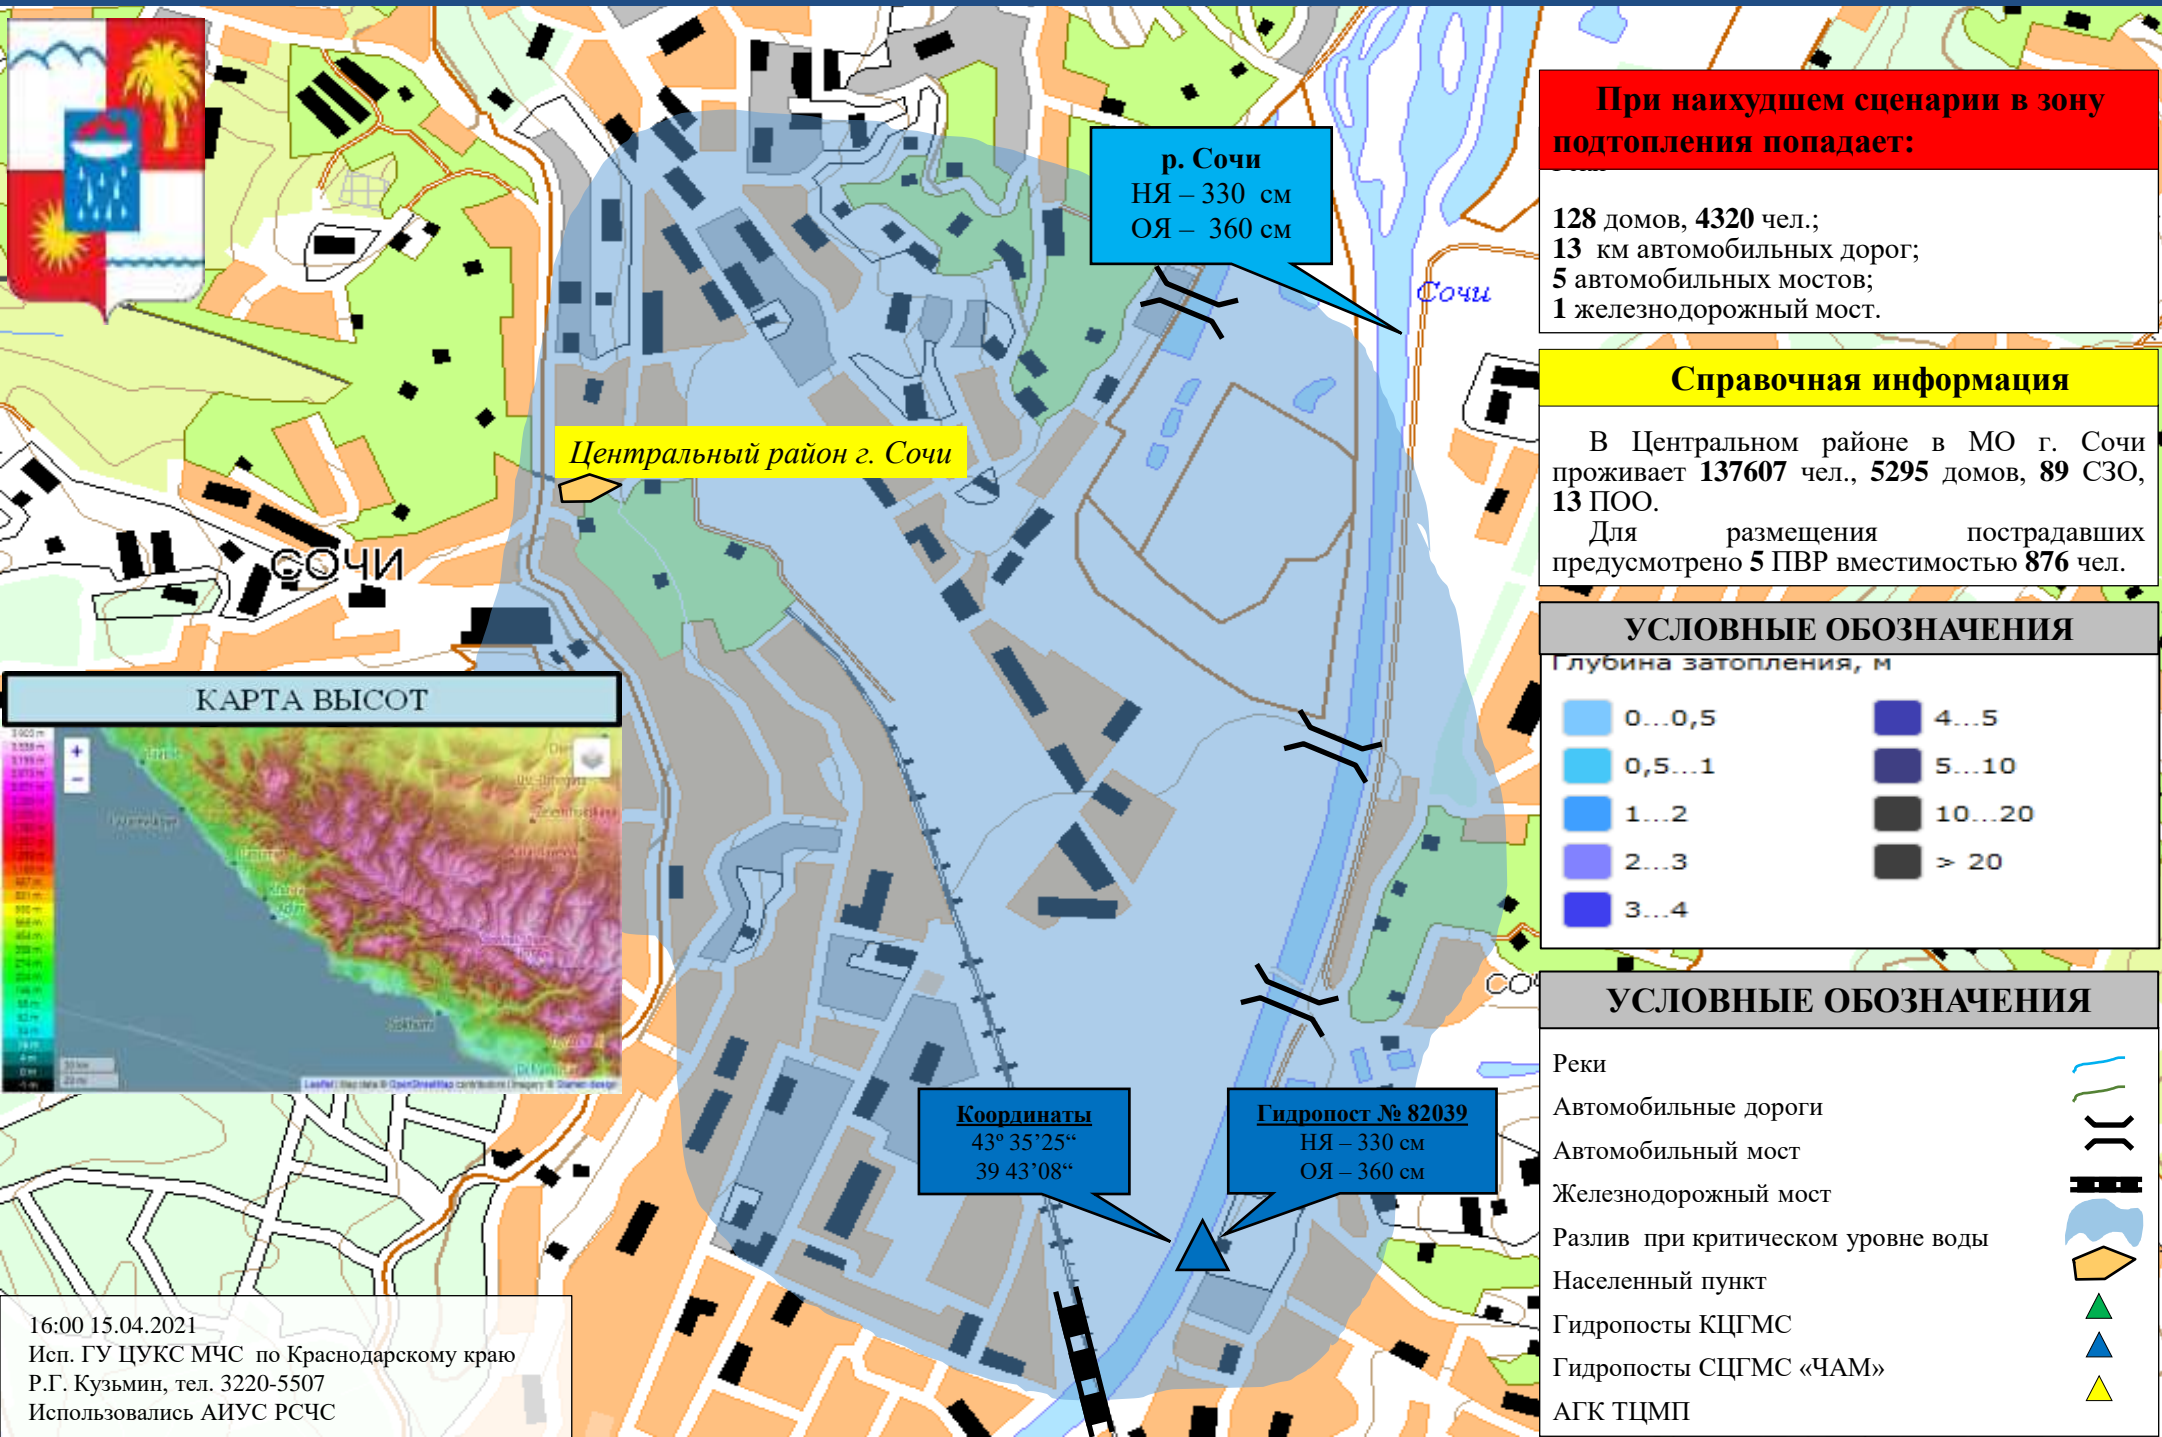 При наихудшем сценарии в зону
подтопления попадает:
128 домов, 4320 чел.;
13 км автомобильных дорог;
5 автомобильных мостов;
1 железнодорожный мост.
р. Сочи
НЯ – 330 см
ОЯ – 360 см
Сочи
Справочная информация
В Центральном районе в МО г. Сочи
проживает 137607 чел., 5295 домов, 89 СЗО,
13 ПОО.
Для размещения пострадавших
предусмотрено 5 ПВР вместимостью 876 чел.
Центральный район г. Сочи
СОЧИ
УСЛОВНЫЕ ОБОЗНАЧЕНИЯ
Глубина затопления, м
0...0,5
0,5...1
1...2
2...3
3...4
4...5
5...10
10...20
> 20
КАРТА ВЫСОТ
СО
УСЛОВНЫЕ ОБОЗНАЧЕНИЯ
Реки
Автомобильные дороги
Автомобильный мост
Железнодорожный мост
Разлив при критическом уровне воды
Населенный пункт
Гидропосты КЦГМС
Гидропосты СЦГМС «ЧАМ»
АГК ТЦМП
Координаты
43º 35’25“
39 43’08“
Гидропост № 82039
НЯ – 330 см
ОЯ – 360 см
16:00 15.04.2021
Исп. ГУ ЦУКС МЧС по Краснодарскому краю
Р.Г. Кузьмин, тел. 3220-5507
Использовались АИУС РСЧС